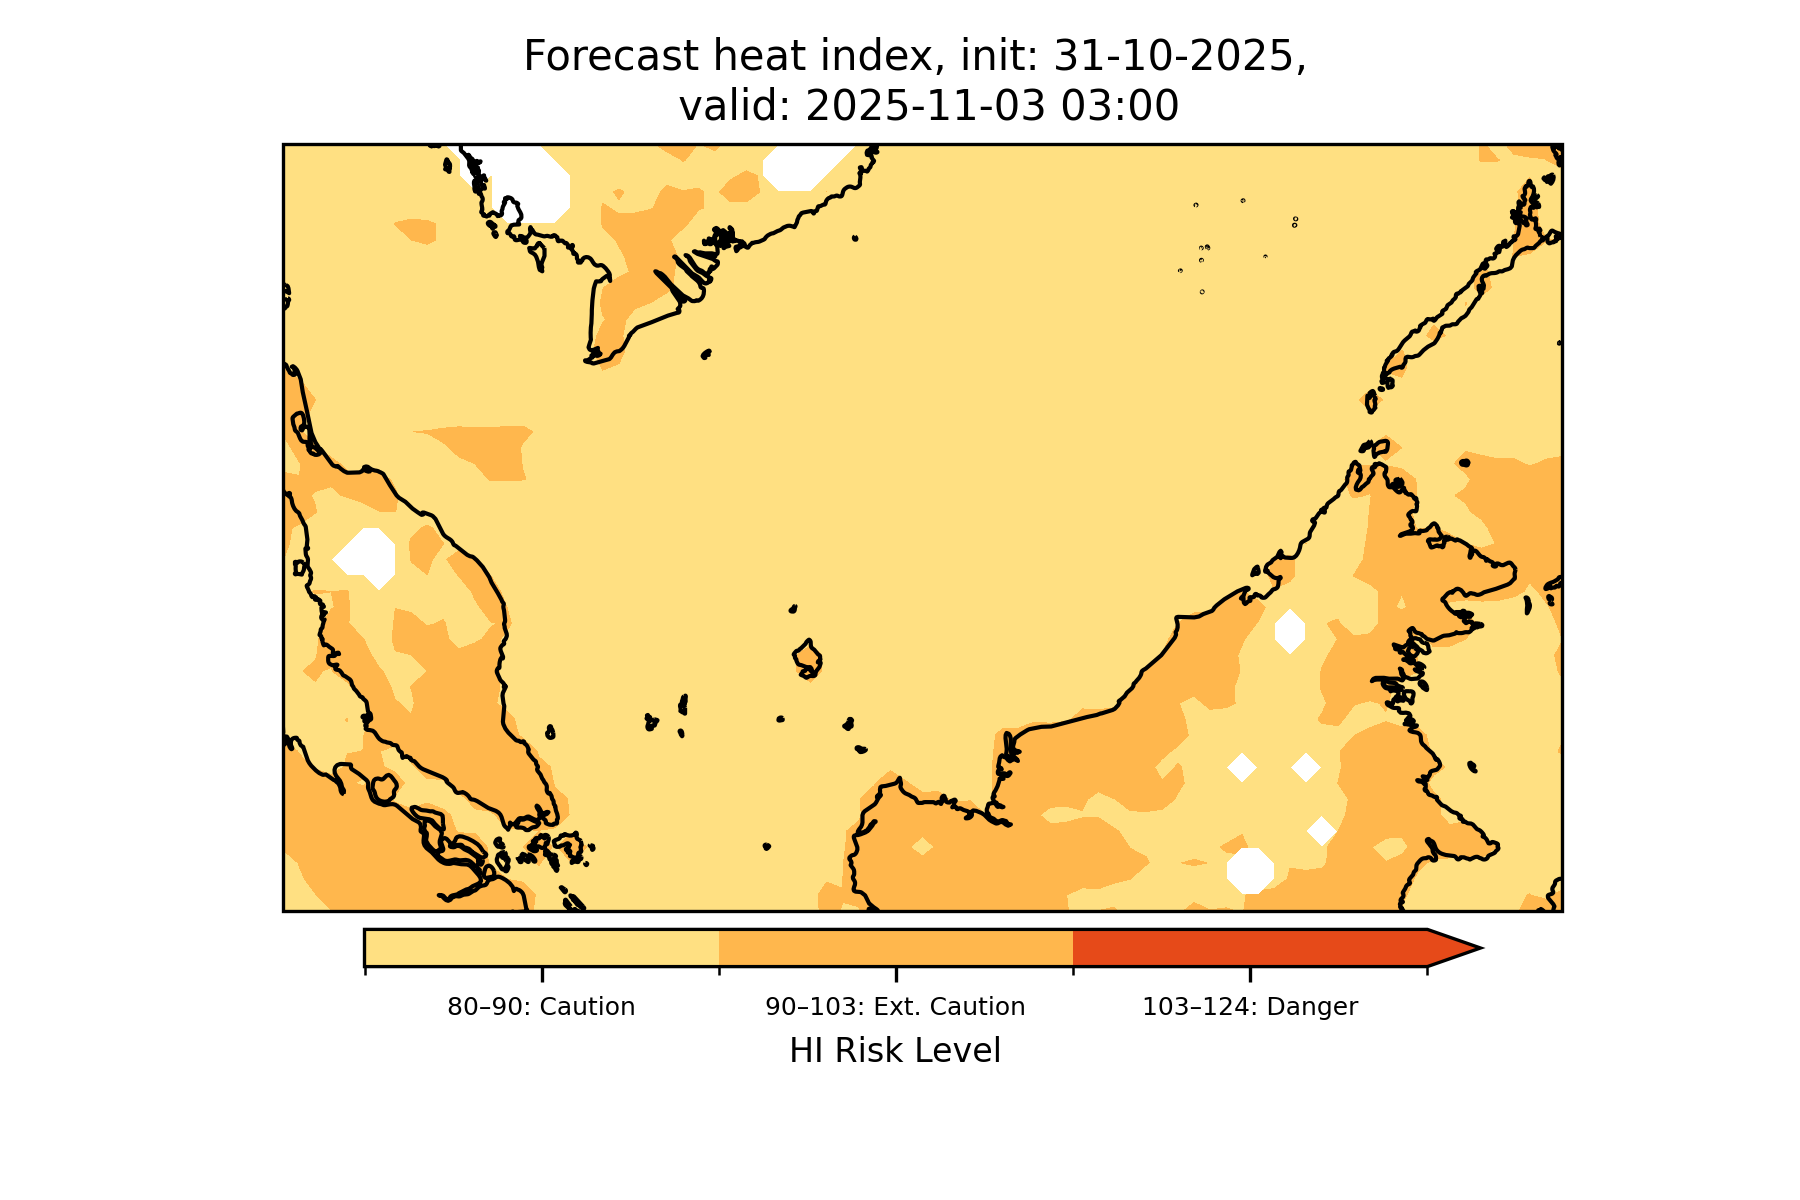 Forecast heat index, init: 31-10-2025,
valid: 2025-11-03 03:00
80–90: Caution
90–103: Ext. Caution
103–124: Danger
HI Risk Level